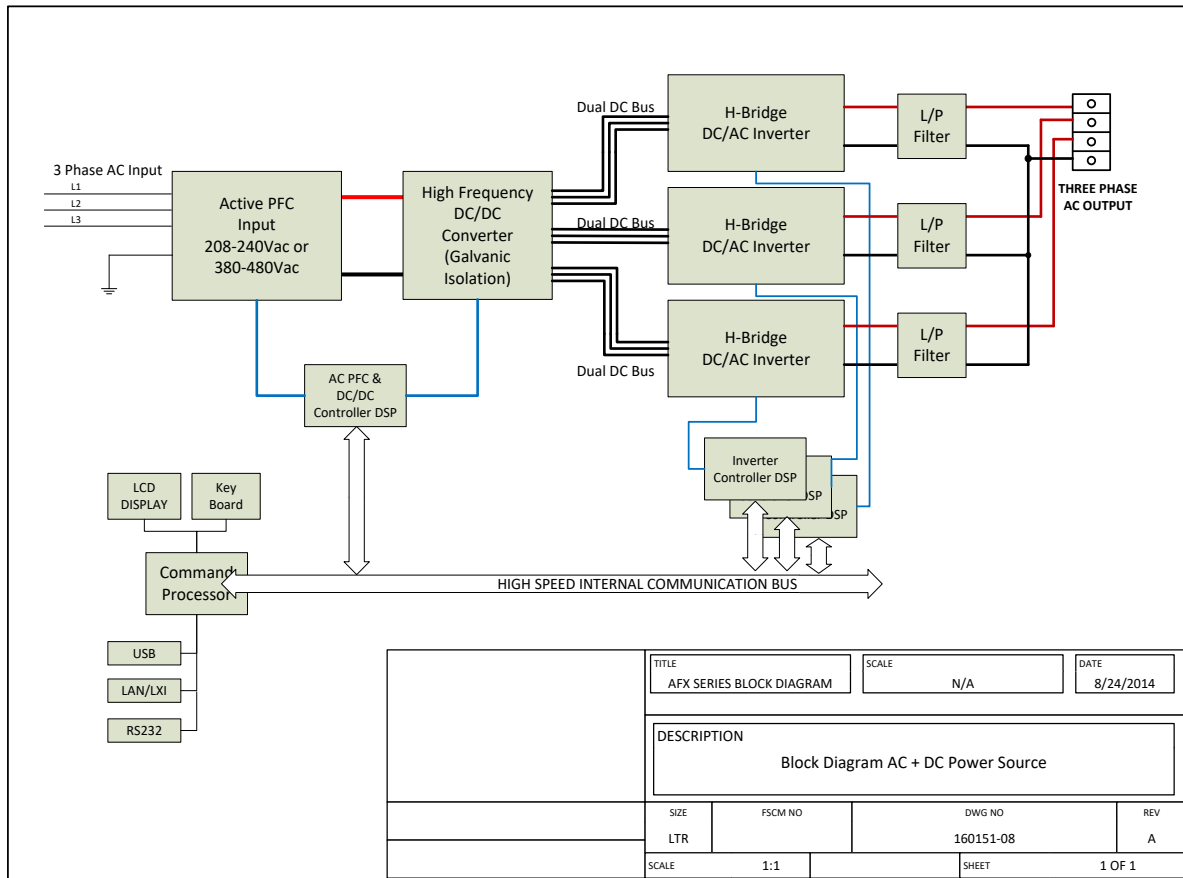 Dual DC Bus
H-Bridge
DC/AC Inverter
L/P
Filter
3 Phase AC Input
L1
L2
L3
Active PFC
Input
208-240Vac or
380-480Vac
High Frequency
DC/DC
Converter
(Galvanic
Isolation)
Dual DC Bus
H-Bridge
DC/AC Inverter
L/P
Filter
THREE PHASE
AC OUTPUT
Dual DC Bus
H-Bridge
DC/AC Inverter
L/P
Filter
AC PFC &
DC/DC
Controller DSP
Inverter
Controller DSP
DSP
DSP
LCD
DISPLAY
Key
Board
Command
Processor
HIGH SPEED INTERNAL COMMUNICATION BUS
USB
LAN/LXI
RS232
TITLE
AFX SERIES BLOCK DIAGRAM
SCALE
N/A
DATE
8/24/2014
DESCRIPTION
Block Diagram AC + DC Power Source
SIZE
LTR
FSCM NO
DWG NO
160151-08
REV
A
SCALE
1:1
SHEET
1 OF 1